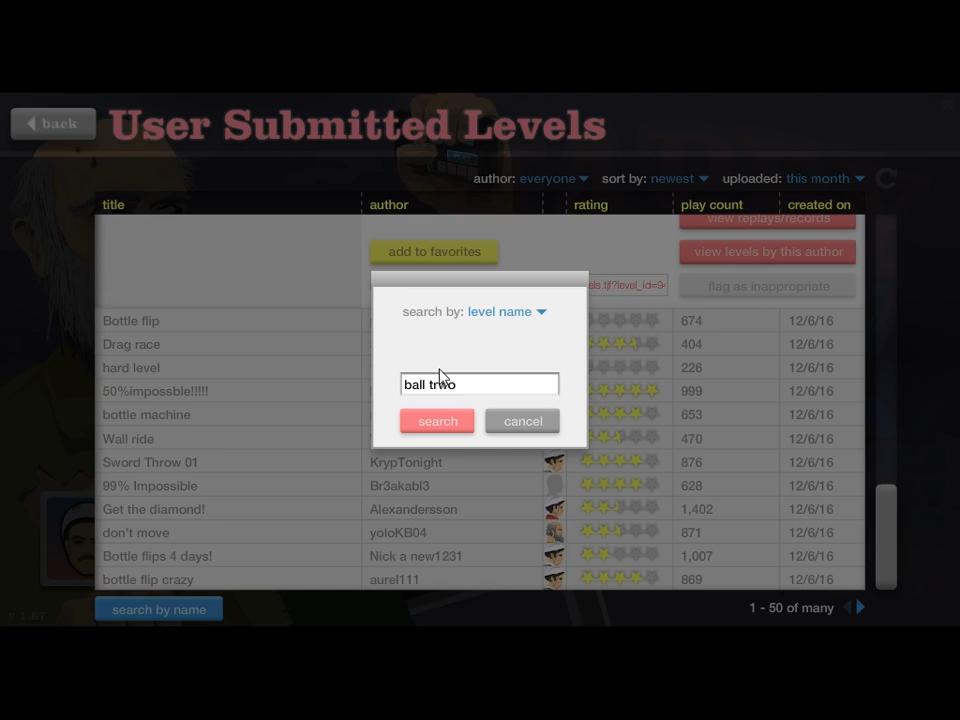 back
User Submitted Levels
author: everyone sort by: newest uploaded: this month
title author rating play count created on
view replays/records
add to favorites view levels by this author
flag as inappropriate
search by: level name
Bottle flip 674 12/6/16
Drag race 404 12/6/16
hard level 226 12/6/16
50%impossble!!!!! 999 12/6/16
ball
bottle machine 653 12/6/16
search cancel
Wall ride 470 12/6/16
Sword Throw 01 KrypTonight 876 12/6/16
99% Impossible Br3akabl3 628 12/6/16
Get the diamond! Alexandersson 1,402 12/6/16
don't move yoloKB04 871 12/6/16
Bottle flips 4 days! Nick a new1231 1,007 12/6/16
bottle flip crazy aurel111 869 12/6/16
search by name 1 - 50 of many